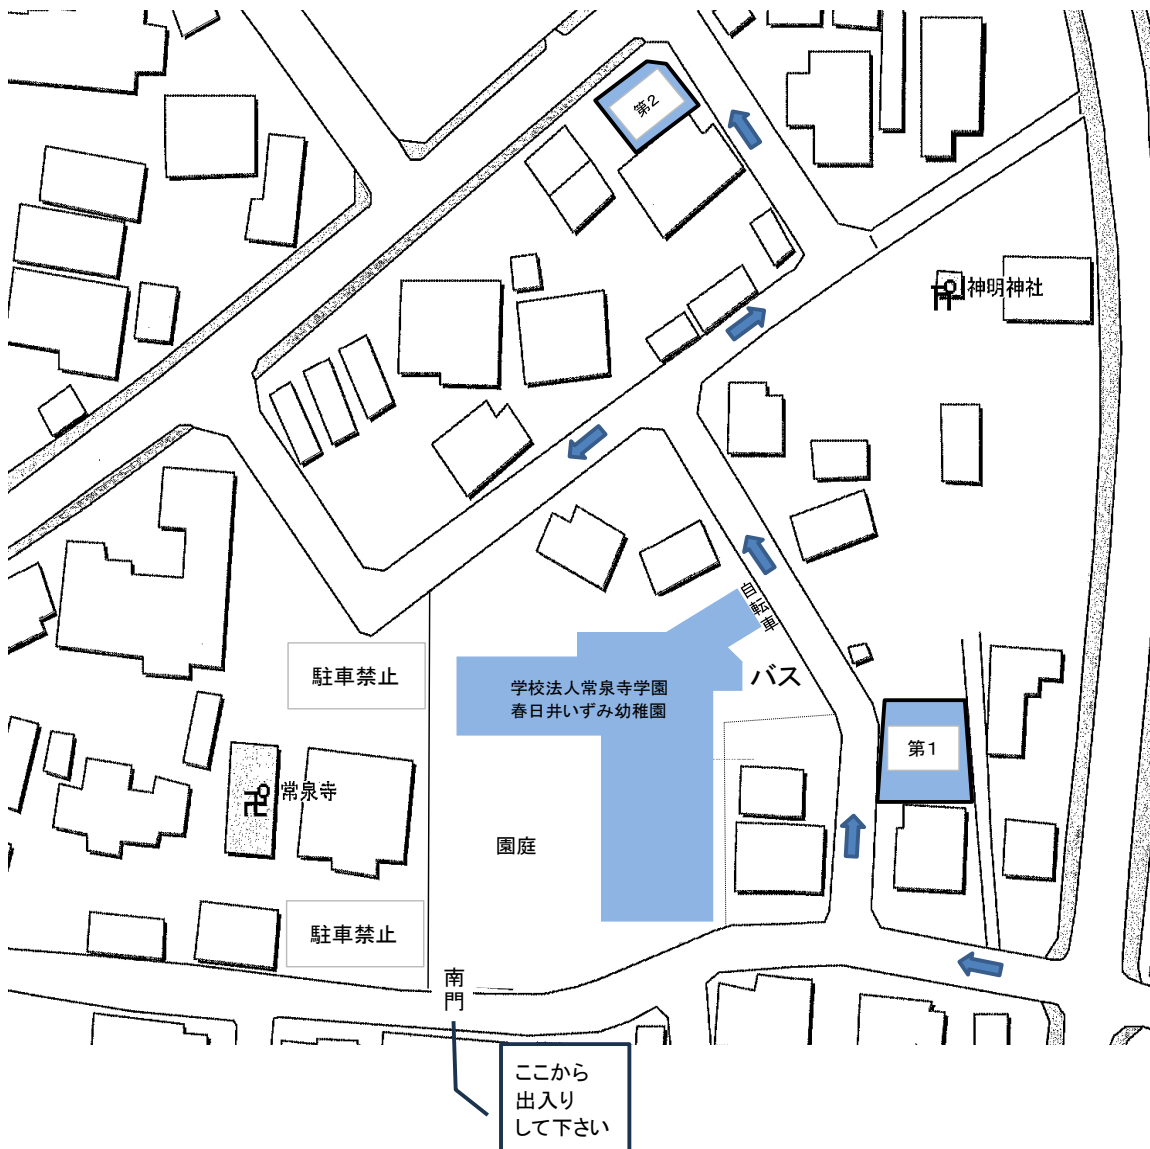 第2
神明神社
自転車
バス
駐車禁止
学校法人常泉寺学園
春日井いずみ幼稚園
第1
常泉寺
園庭
駐車禁止
南門
ここから
出入り
して下さい